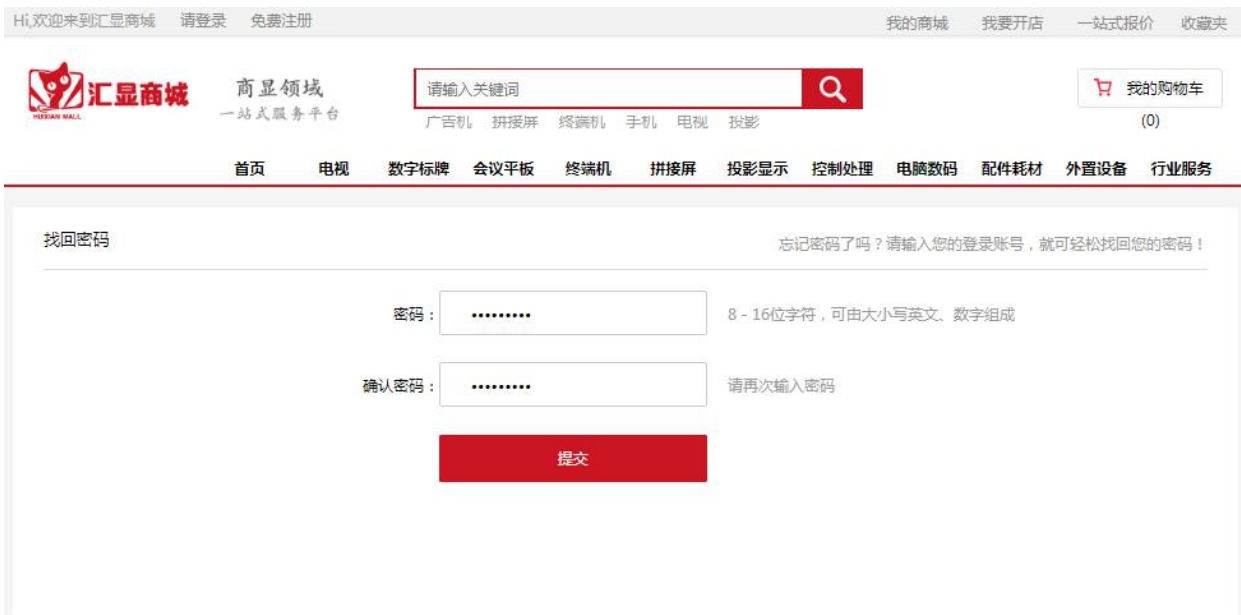 Hi,欢迎来到汇显商城 请登录 免费注册 我的商城 我要开店 一站式报价 收藏夹
汇显商城
HUIXIAN MALL
商显领域
一站式服务平台
请输入关键词
广告机 拼接屏 终端机 手机 电视 投影
我的购物车
(0)
首页 电视 数字标牌 会议平板 终端机 拼接屏 投影显示 控制处理 电脑数码 配件耗材 外置设备 行业服务
找回密码 忘记密码了吗？请输入您的登录账号，就可轻松找回您的密码！
密码： ••••••••• 8 - 16位字符，可由大小写英文、数字组成
确认密码： ••••••••• 请再次输入密码
提交